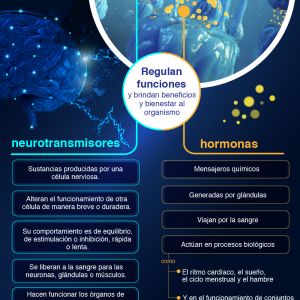 Regulan
funciones
y brindan beneficios
y bienestar al
organismo
neurotransmisores
Sustancias producidas por una
célula nerviosa.
Alteran el funcionamiento de otra
célula de manera breve o duradera.
Su comportamiento es de equilibrio,
de estimulación o inhibición, rápida
o lenta.
Se liberan a la sangre para las
neuronas, glándulas o músculos.
Hacen funcionar los órganos de
hormonas
Mensajeros químicos
Generadas por glándulas
Viajan por la sangre
Actúan en procesos biológicos
como
El ritmo cardíaco, el sueño,
el ciclo menstrual y el hambre
Y en el funcionamiento de conjuntos